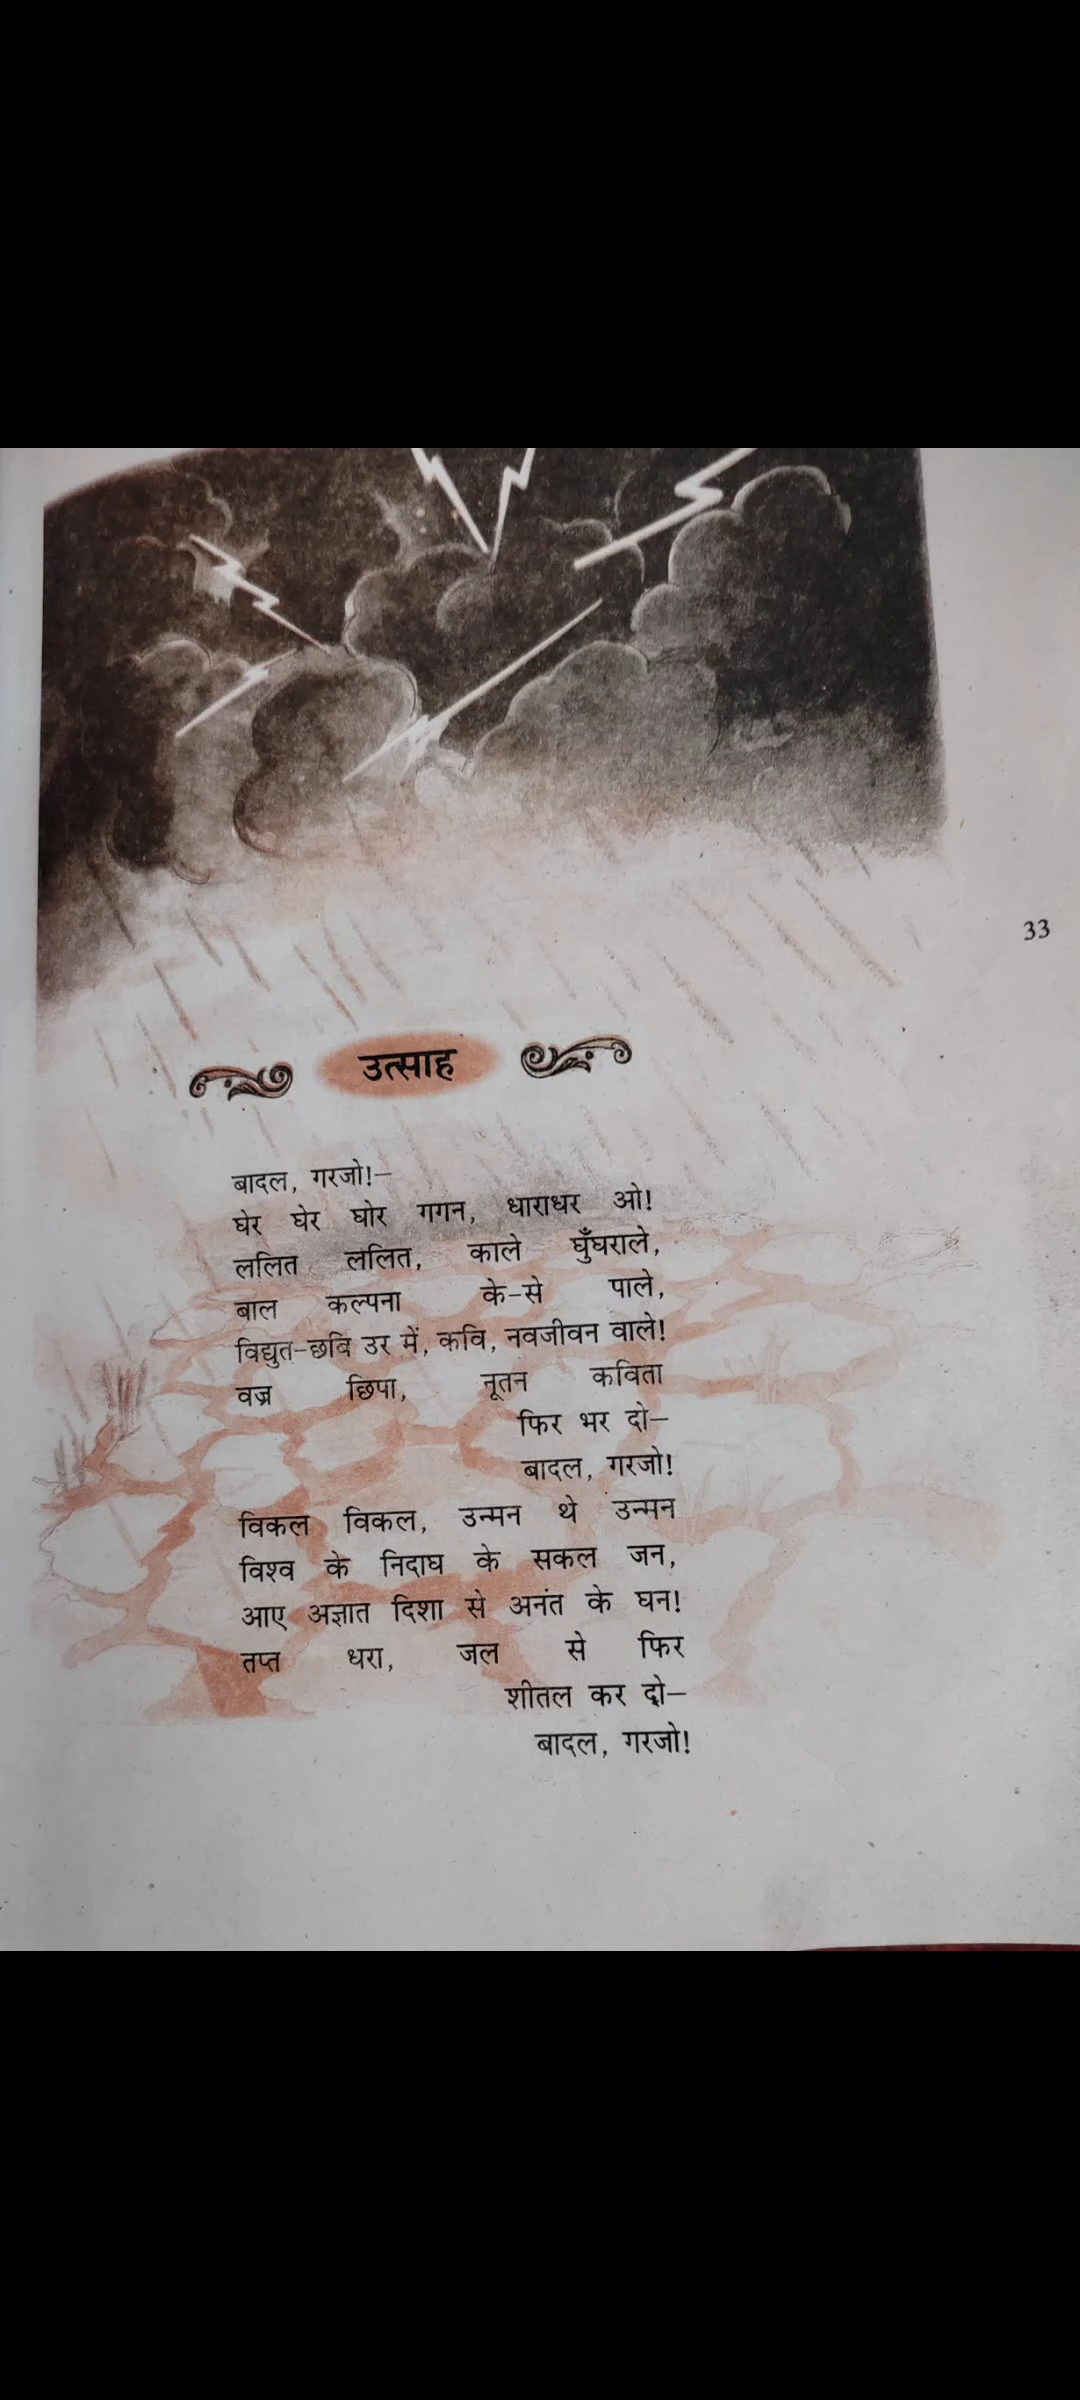 33
उत्साह
बादल, गरजो!–
घेर घेर घोर गगन, धाराधर ओ!
ललित ललित, काले घुँघराले,
बाल कल्पना के-से पाले,
विद्युत-छबि उर में, कवि, नवजीवन वाले!
वज्र छिपा, नूतन कविता
फिर भर दो–
बादल, गरजो!
विकल विकल, उन्मन थे उन्मन
विश्व के निदाघ के सकल जन,
आए अज्ञात दिशा से अनंत के घन!
तप्त धरा, जल से फिर
शीतल कर दो–
बादल, गरजो!